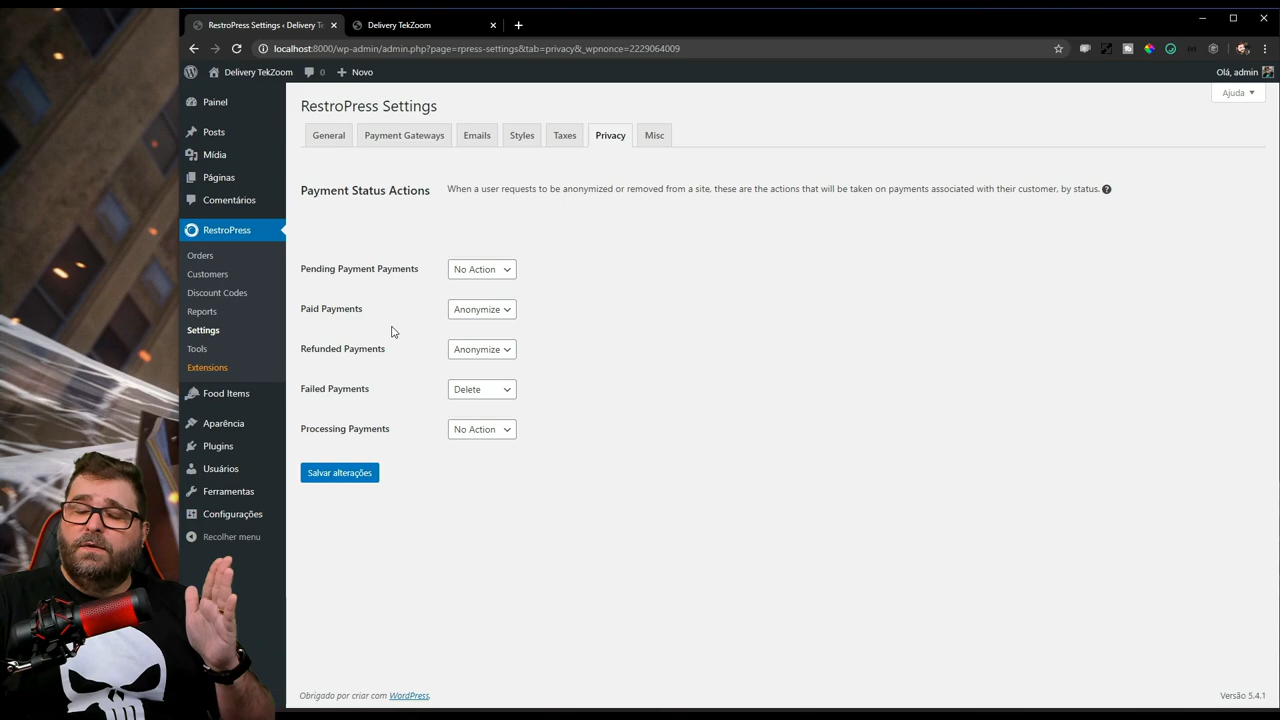 RestroPress Settings ‹ Delivery T
Delivery TekZoom
localhost:8000/wp-admin/admin.php?page=rpress-settings&tab=privacy&_wpnonce=2229064009
Delivery TekZoom
0
Novo
Olá, admin
Ajuda
Painel
Posts
Mídia
Páginas
Comentários
RestroPress
Orders
Customers
Discount Codes
Reports
Settings
Tools
Extensions
Food Items
Aparência
Plugins
Usuários
Ferramentas
Configurações
Recolher menu
RestroPress Settings
General Payment Gateways Emails Styles Taxes Privacy Misc
Payment Status Actions When a user requests to be anonymized or removed from a site, these are the actions that will be taken on payments associated with their customer, by status.
Pending Payment Payments No Action
Paid Payments Anonymize
Refunded Payments Anonymize
Failed Payments Delete
Processing Payments No Action
Salvar alterações
Obrigado por criar com WordPress.
Versão 5.4.1